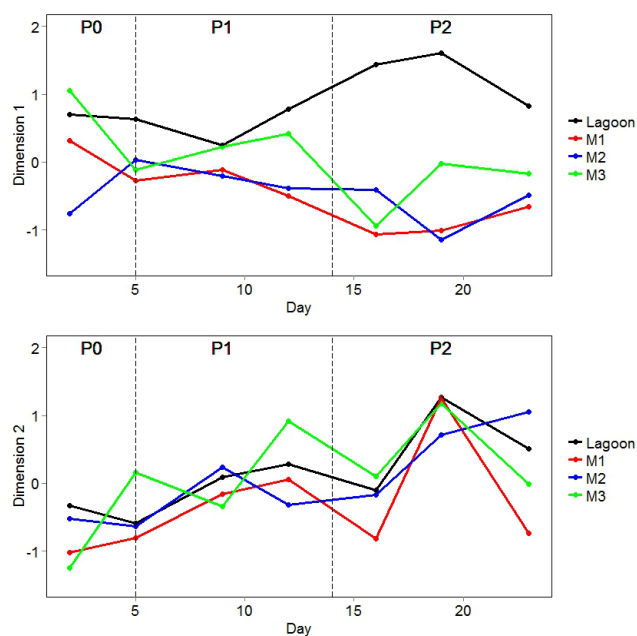 P0 P1 P2
2
1
0
-1
Dimension 1
5 10 15 20
Day
Lagoon
M1
M2
M3
P0 P1 P2
2
1
0
-1
Dimension 2
5 10 15 20
Day
Lagoon
M1
M2
M3